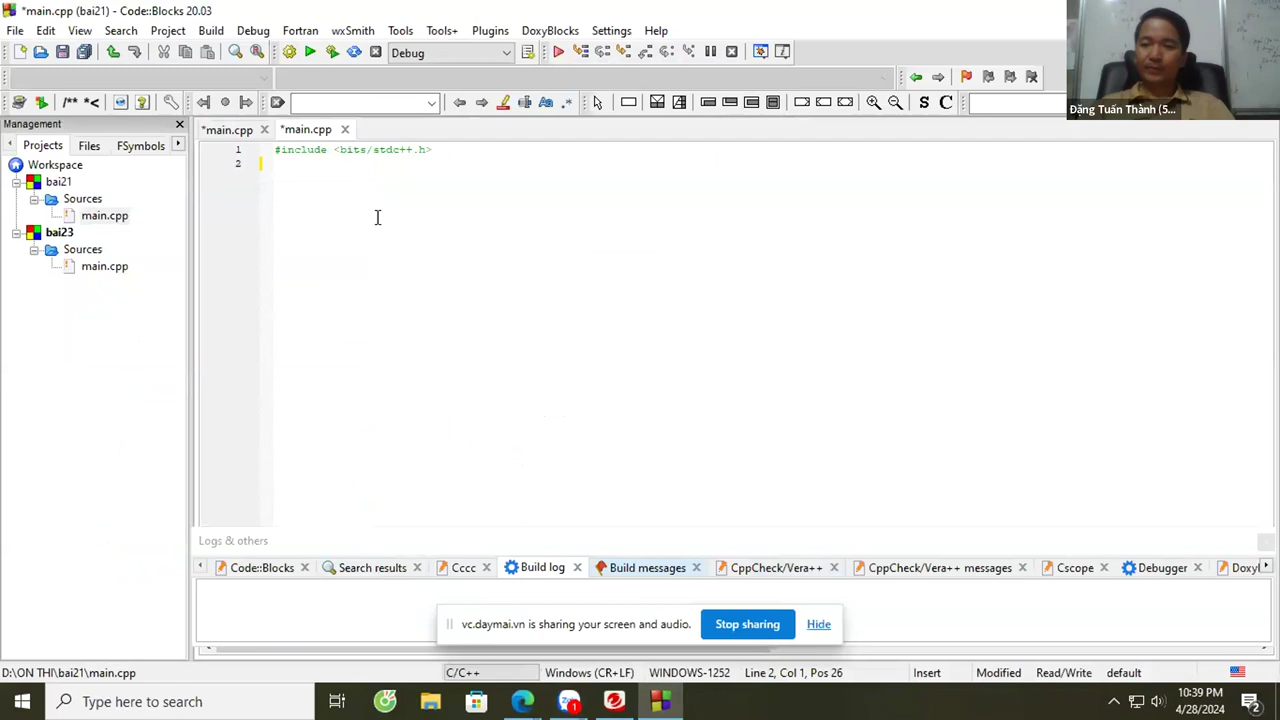 *main.cpp (bai21) - Code::Blocks 20.03
File Edit View Search Project Build Debug Fortran wxSmith Tools Tools+ Plugins DoxyBlocks Settings Help
Debug
/** *<
Aa .*
S C
Đặng Tuấn Thành (5...
Management
Projects Files FSymbols
Workspace
bai21
Sources
main.cpp
bai23
Sources
main.cpp
*main.cpp *main.cpp
1 #include <bits/stdc++.h>
2
Logs & others
Code::Blocks Search results Cccc Build log Build messages CppCheck/Vera++ CppCheck/Vera++ messages Cscope Debugger Doxyl
vc.daymai.vn is sharing your screen and audio. Stop sharing Hide
D:\ON THI\bai21\main.cpp C/C++ Windows (CR+LF) WINDOWS-1252 Line 2, Col 1, Pos 26 Insert Modified Read/Write default
Type here to search
1
10:39 PM
4/28/2024
2